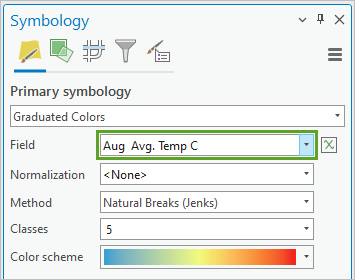 Symbology
Primary symbology
Graduated Colors
Field Aug Avg. Temp C
Normalization <None>
Method Natural Breaks (Jenks)
Classes 5
Color scheme